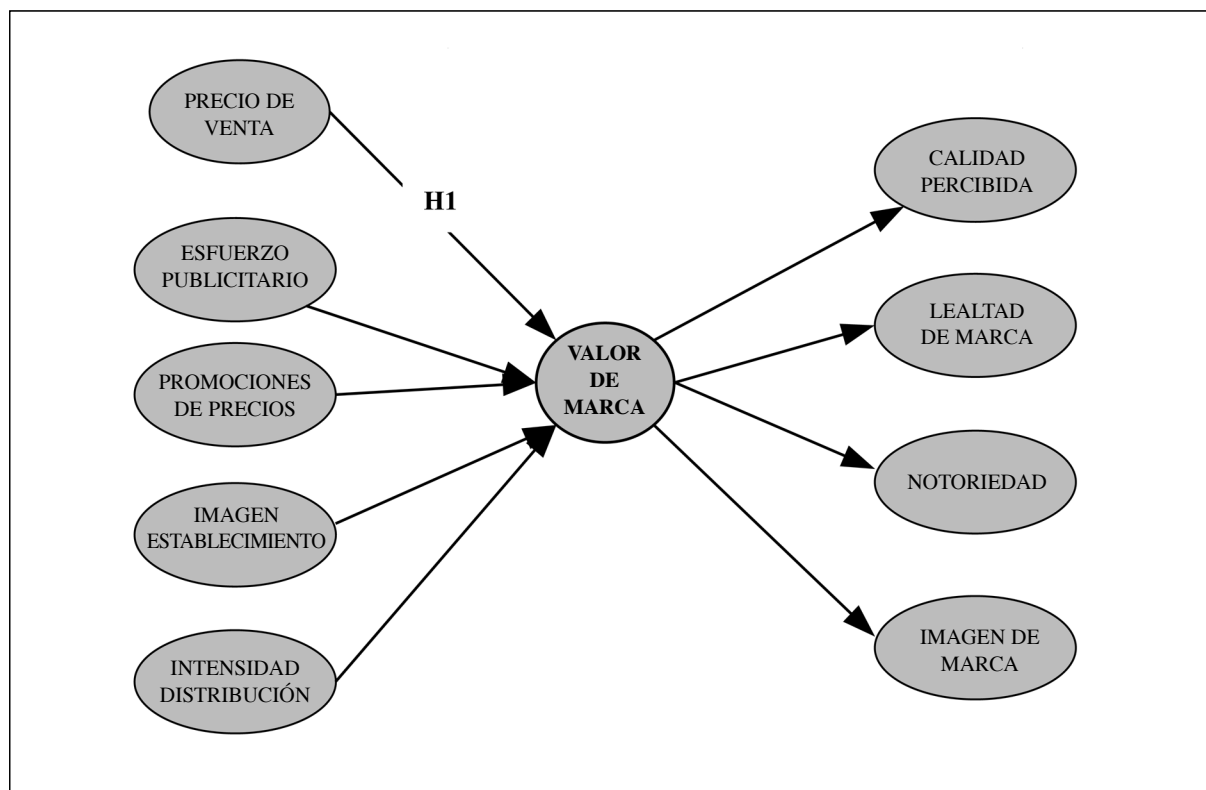 PRECIO DE
VENTA
H1
ESFUERZO
PUBLICITARIO
PROMOCIONES
DE PRECIOS
IMAGEN
ESTABLECIMIENTO
INTENSIDAD
DISTRIBUCIÓN
VALOR
DE
MARCA
CALIDAD
PERCIBIDA
LEALTAD
DE MARCA
NOTORIEDAD
IMAGEN DE
MARCA